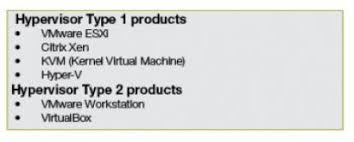 Hypervisor Type 1 products
• VMware ESXi
• Citrix Xen
• KVM (Kernel Virtual Machine)
• Hyper-V
Hypervisor Type 2 products
• VMware Workstation
• VirtualBox